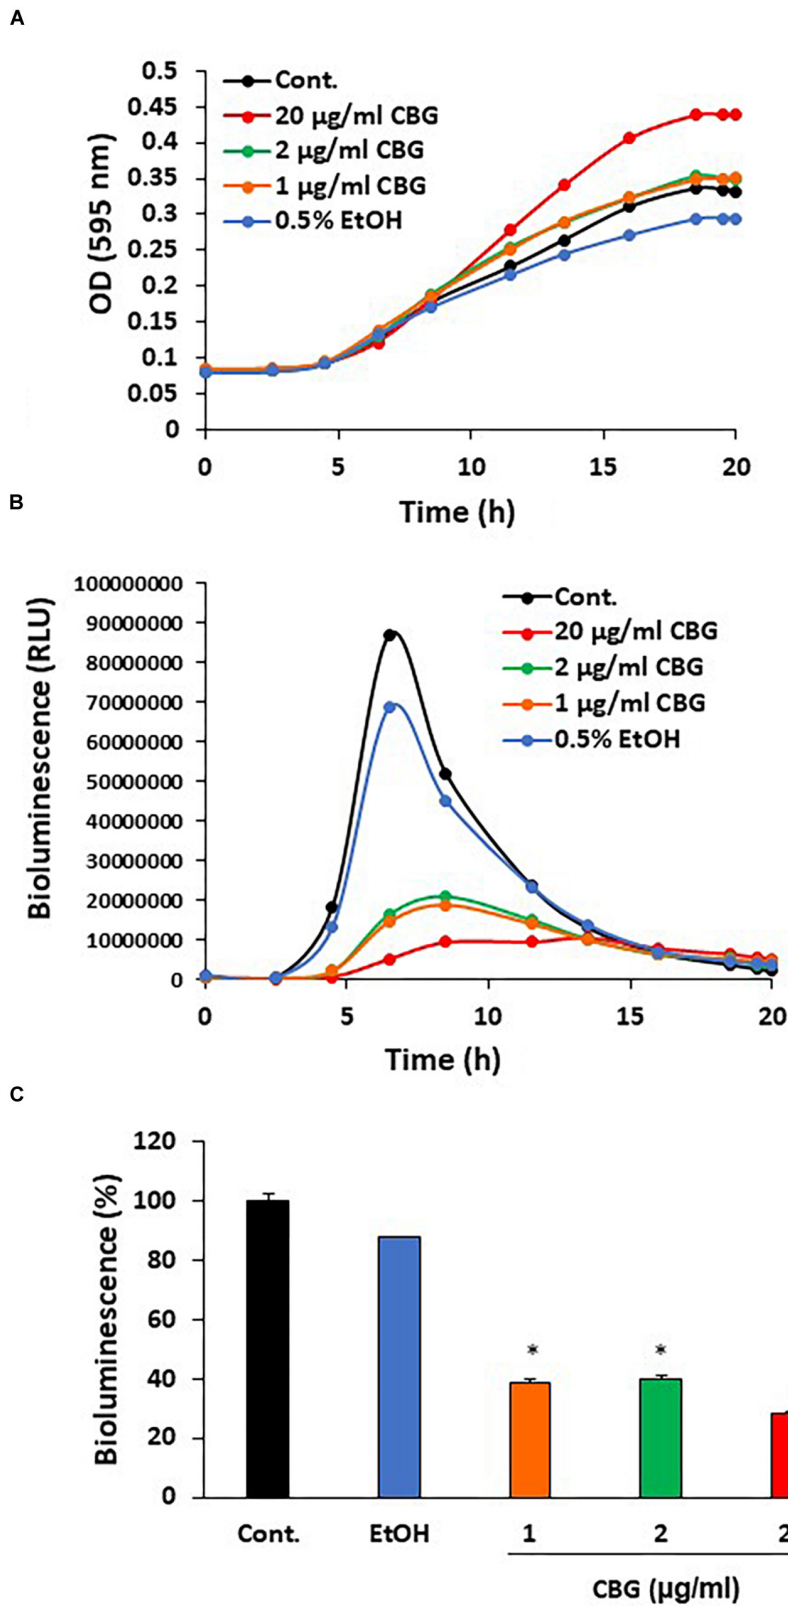 A
OD (595 nm)
0.5
0.45
0.4
0.35
0.3
0.25
0.2
0.15
0.1
0.05
0
Cont.
20 µg/ml CBG
2 µg/ml CBG
1 µg/ml CBG
0.5% EtOH
0 5 10 15 20
Time (h)
B
Bioluminescence (RLU)
100000000
90000000
80000000
70000000
60000000
50000000
40000000
30000000
20000000
10000000
0
Cont.
20 µg/ml CBG
2 µg/ml CBG
1 µg/ml CBG
0.5% EtOH
0 5 10 15 20
Time (h)
C
Bioluminescence (%)
120
100
80
60
40
20
0
* *
Cont. EtOH 1 2
CBG (µg/ml)